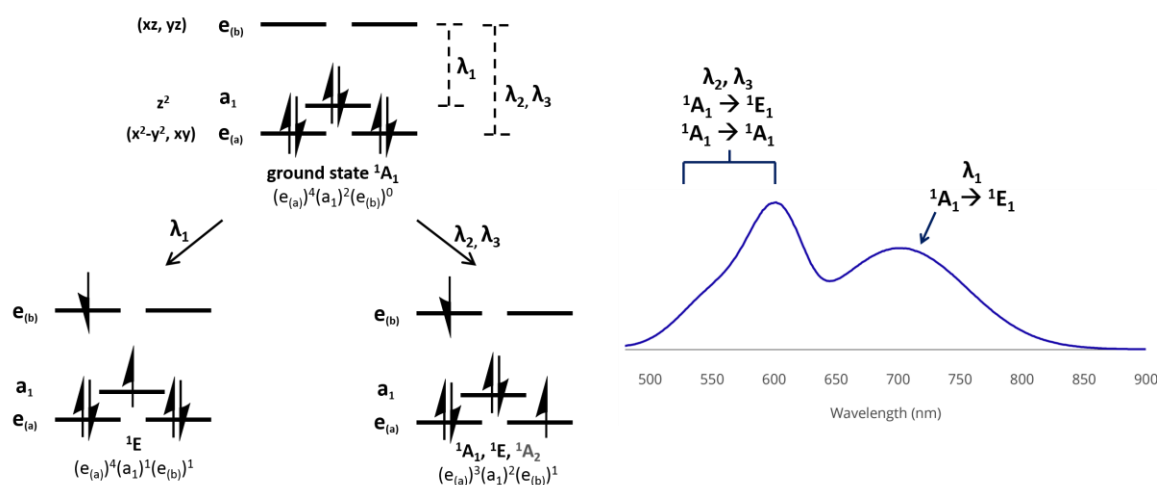 (xz, yz) e(b)
λ1
λ2, λ3
z² a1
(x²-y², xy) e(a)
ground state ¹A1
(e(a))⁴(a1)²(e(b))⁰
λ1
λ2, λ3
e(b)
a1
e(a)
¹E
(e(a))⁴(a1)¹(e(b))¹
e(b)
a1
e(a)
¹A1, ¹E, ¹A2
(e(a))³(a1)²(e(b))¹
λ2, λ3
¹A1 → ¹E1
¹A1 → ¹A1
λ1
¹A1 → ¹E1
500 550 600 650 700 750 800 850 900
Wavelength (nm)